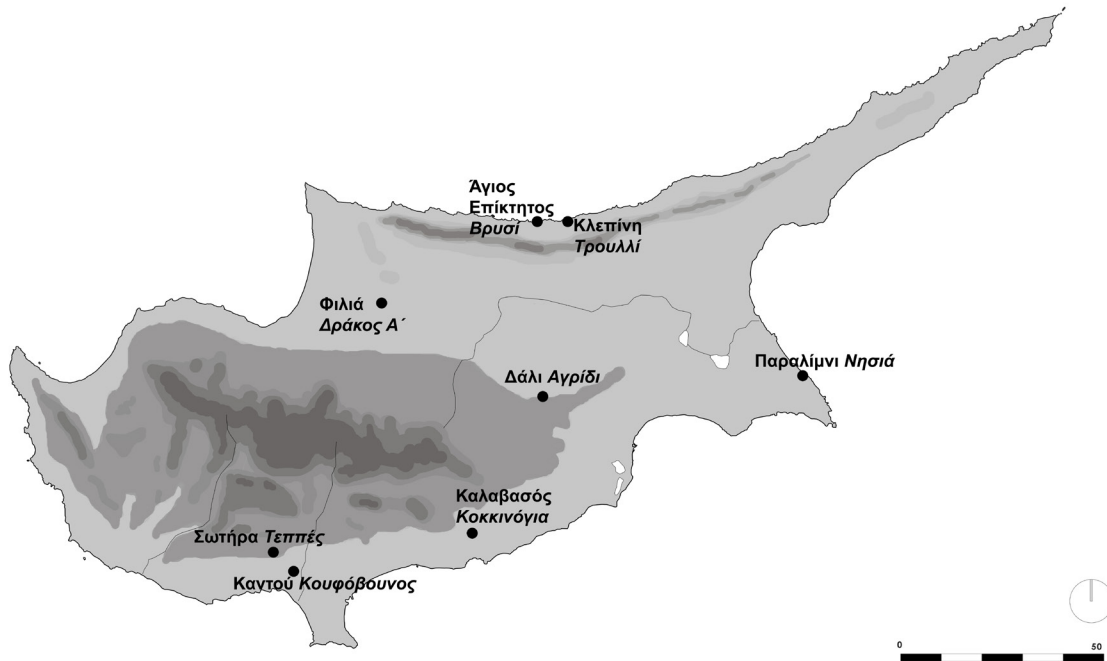 Άγιος
Επίκτητος
Βρυσί
Κλεπίνη
Τρουλλί
Φιλιά
Δράκος Α΄
Παραλίμνι Νησιά
Δάλι Αγρίδι
Καλαβασός
Κοκκινόγια
Σωτήρα Τεππές
Καντού Κουφόβουνος
0 50